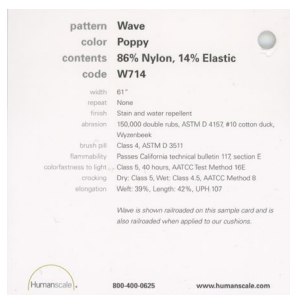 pattern Wave
color Poppy
contents 86% Nylon, 14% Elastic
code W714
width 61"
repeat None
finish Stain and water repellent
abrasion 150,000 double rubs, ASTM D 4157, #10 cotton duck,
Wyzenbeek
brush pill Class 4, ASTM D 3511
flammability Passes California technical bulletin 117, section E
colorfastness to light Class 5, 40 hours, AATCC Test Method 16E
crocking Dry: Class 5, Wet: Class 4.5, AATCC Method 8
elongation Weft: 39%, Length: 42%, UPH 107
Wave is shown railroaded on this sample card and is
also railroaded when applied to our cushions.
Humanscale. 800-400-0625 www.humanscale.com